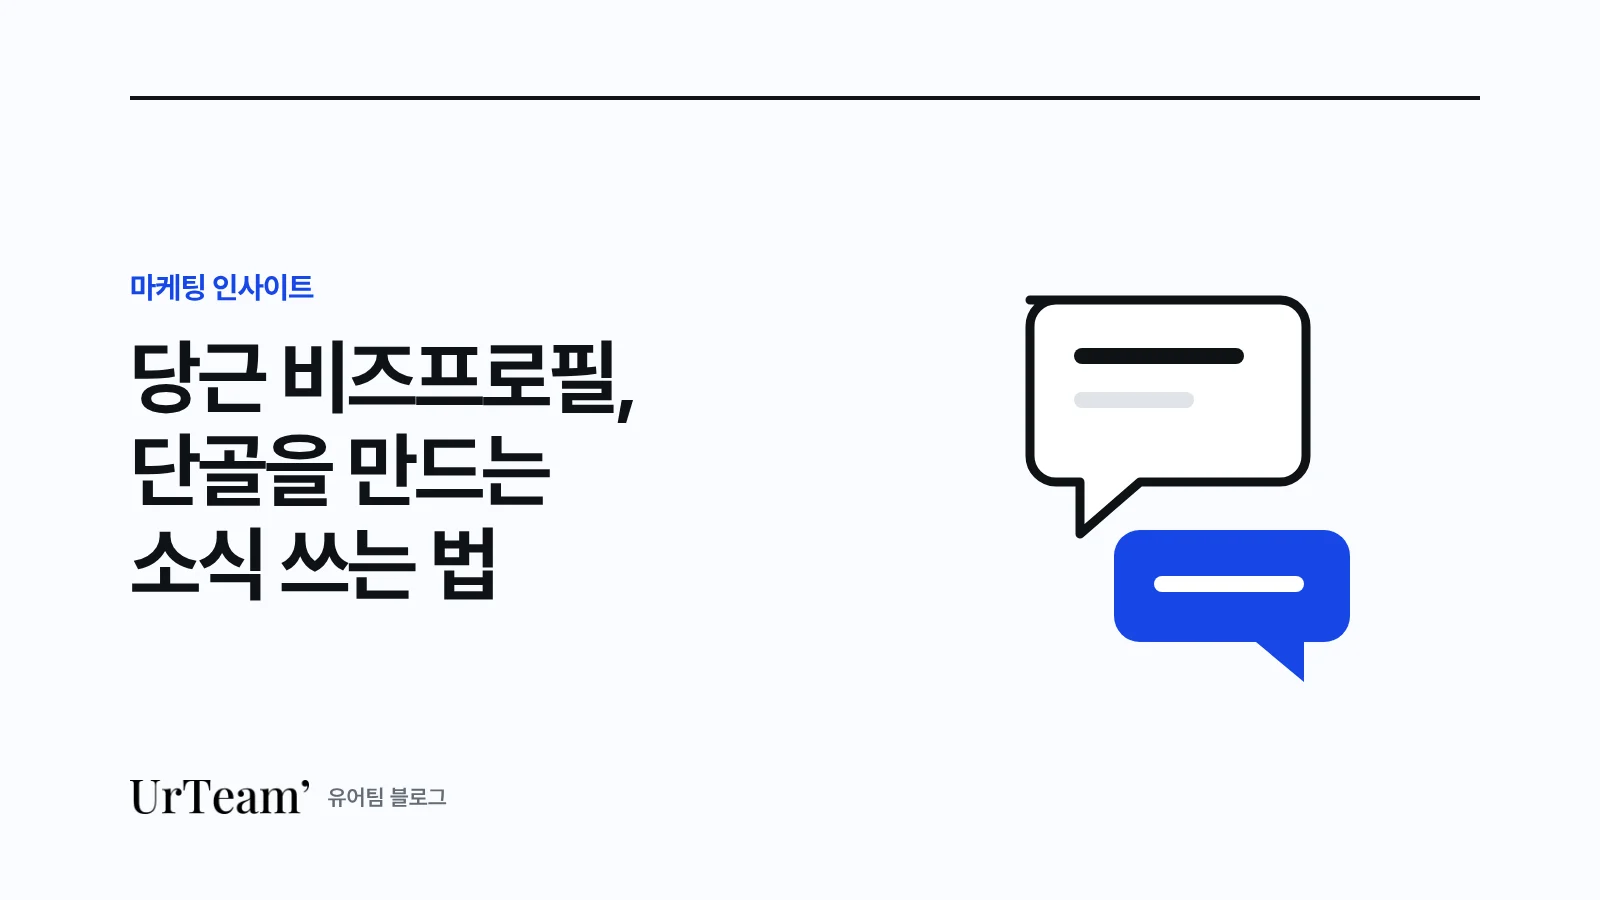 마케팅 인사이트
당근 비즈프로필,
단골을 만드는
소식 쓰는 법
UrTeam’ 유어팀 블로그